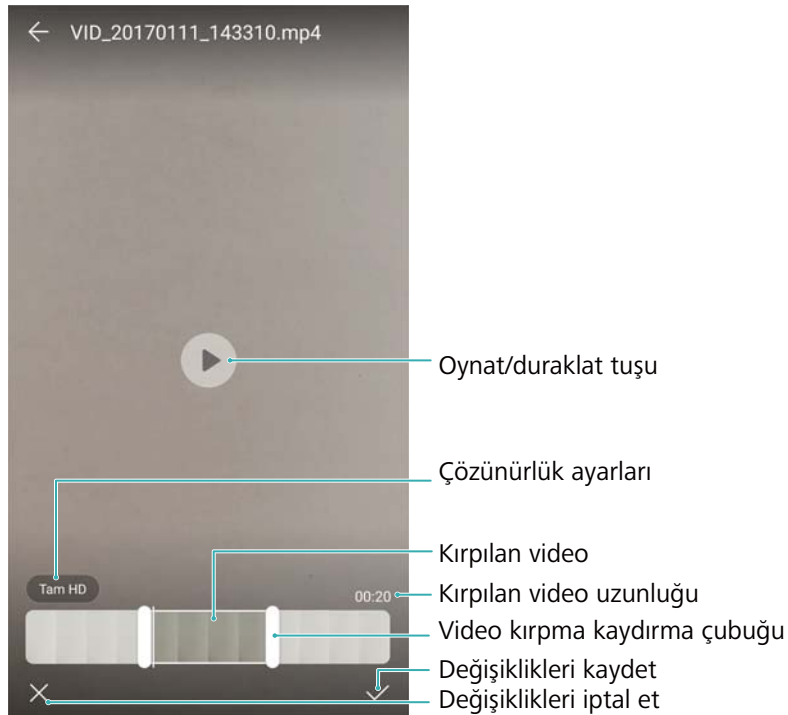 VID_20170111_143310.mp4
Oynat/duraklat tuşu
Çözünürlük ayarları
Kırpılan video
Tam HD
00:20
Kırpılan video uzunluğu
Video kırpma kaydırma çubuğu
Değişiklikleri kaydet
Değişiklikleri iptal et